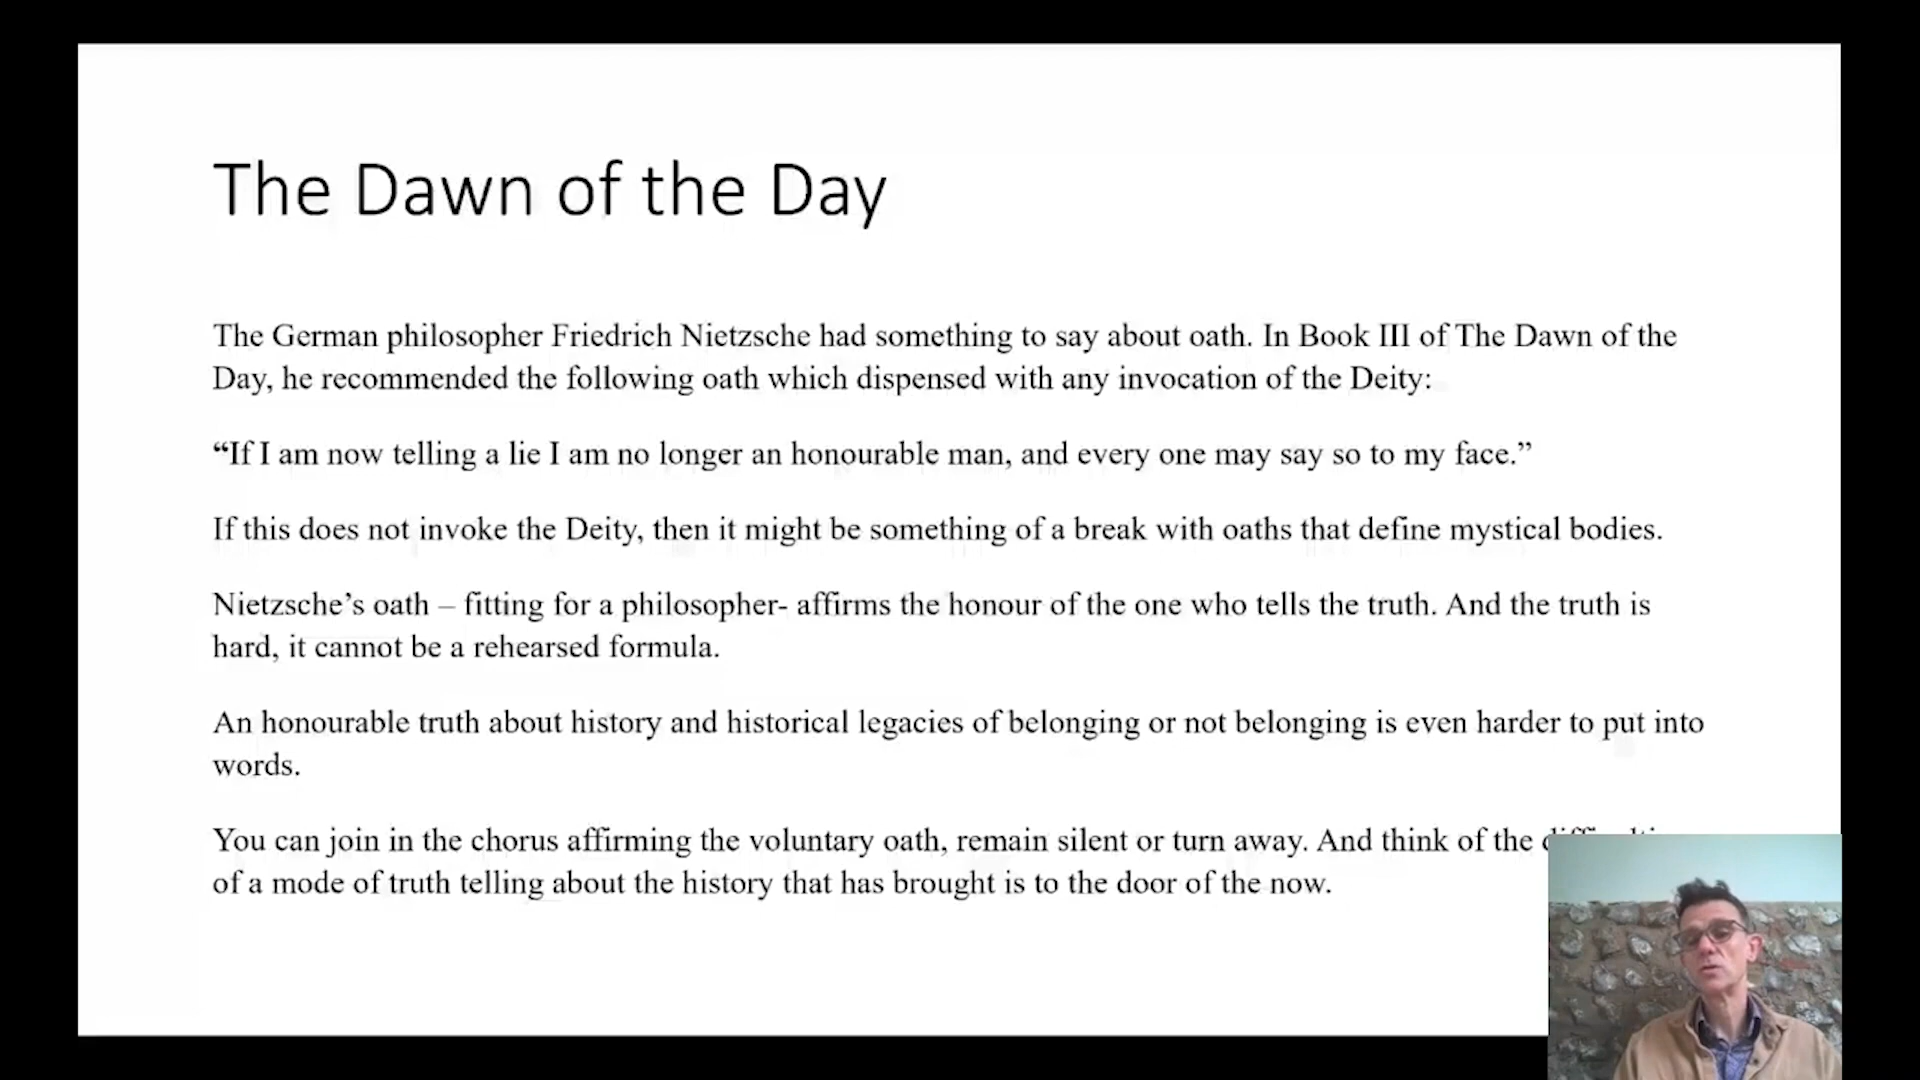 The Dawn of the Day
The German philosopher Friedrich Nietzsche had something to say about oath. In Book III of The Dawn of the
Day, he recommended the following oath which dispensed with any invocation of the Deity:
“If I am now telling a lie I am no longer an honourable man, and every one may say so to my face.”
If this does not invoke the Deity, then it might be something of a break with oaths that define mystical bodies.
Nietzsche’s oath – fitting for a philosopher- affirms the honour of the one who tells the truth. And the truth is
hard, it cannot be a rehearsed formula.
An honourable truth about history and historical legacies of belonging or not belonging is even harder to put into
words.
You can join in the chorus affirming the voluntary oath, remain silent or turn away. And think of the
of a mode of truth telling about the history that has brought is to the door of the now.